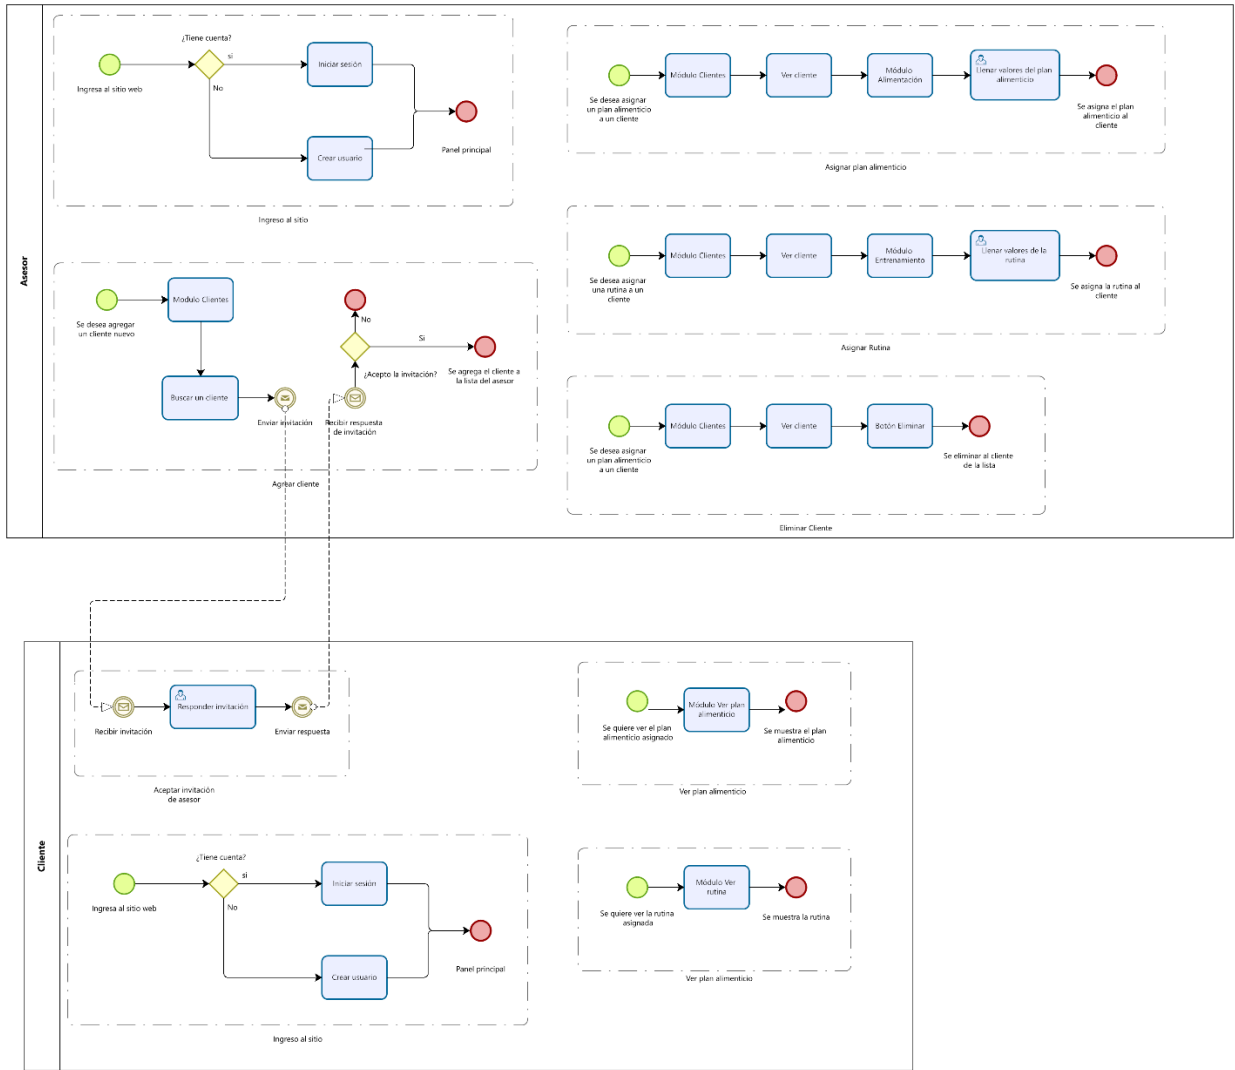 Asesor
¿Tiene cuenta?
si
No
Ingresa al sitio web
Iniciar sesión
Crear usuario
Panel principal
Ingreso al sitio
Se desea agregar
un cliente nuevo
Modulo Clientes
Buscar un cliente
Enviar invitación
Recibir respuesta
de invitación
¿Acepto la invitación?
No
Si
Se agrega el cliente a
la lista del asesor
Agrear cliente
Se desea asignar
un plan alimenticio
a un cliente
Módulo Clientes
Ver cliente
Módulo
Alimentación
Llenar valores del plan
alimenticio
Se asigna el plan
alimenticio al
cliente
Asignar plan alimenticio
Se desea asignar
una rutina a un
cliente
Módulo Clientes
Ver cliente
Módulo
Entrenamiento
Llenar valores de la
rutina
Se asigna la rutina al
cliente
Asignar Rutina
Se desea asignar
un plan alimenticio
a un cliente
Módulo Clientes
Ver cliente
Botón Eliminar
Se eliminar al cliente
de la lista
Eliminar Cliente
Cliente
Recibir invitación
Responder invitación
Enviar respuesta
Aceptar invitación
de asesor
¿Tiene cuenta?
si
No
Ingresa al sitio web
Iniciar sesión
Crear usuario
Panel principal
Ingreso al sitio
Se quiere ver el plan
alimenticio asignado
Módulo Ver plan
alimenticio
Se muestra el plan
alimenticio
Ver plan alimenticio
Se quiere ver la rutina
asignada
Módulo Ver
rutina
Se muestra la rutina
Ver plan alimenticio